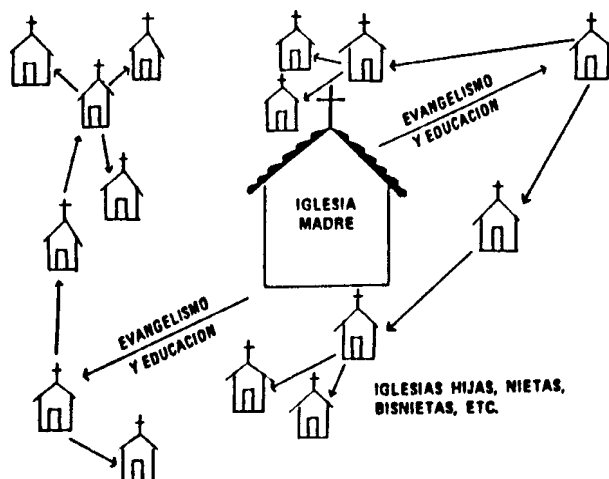 EVANGELISMO
Y EDUCACION
IGLESIA
MADRE
EVANGELISMO
Y EDUCACION
IGLESIAS HIJAS, NIETAS,
BISNIETAS, ETC.